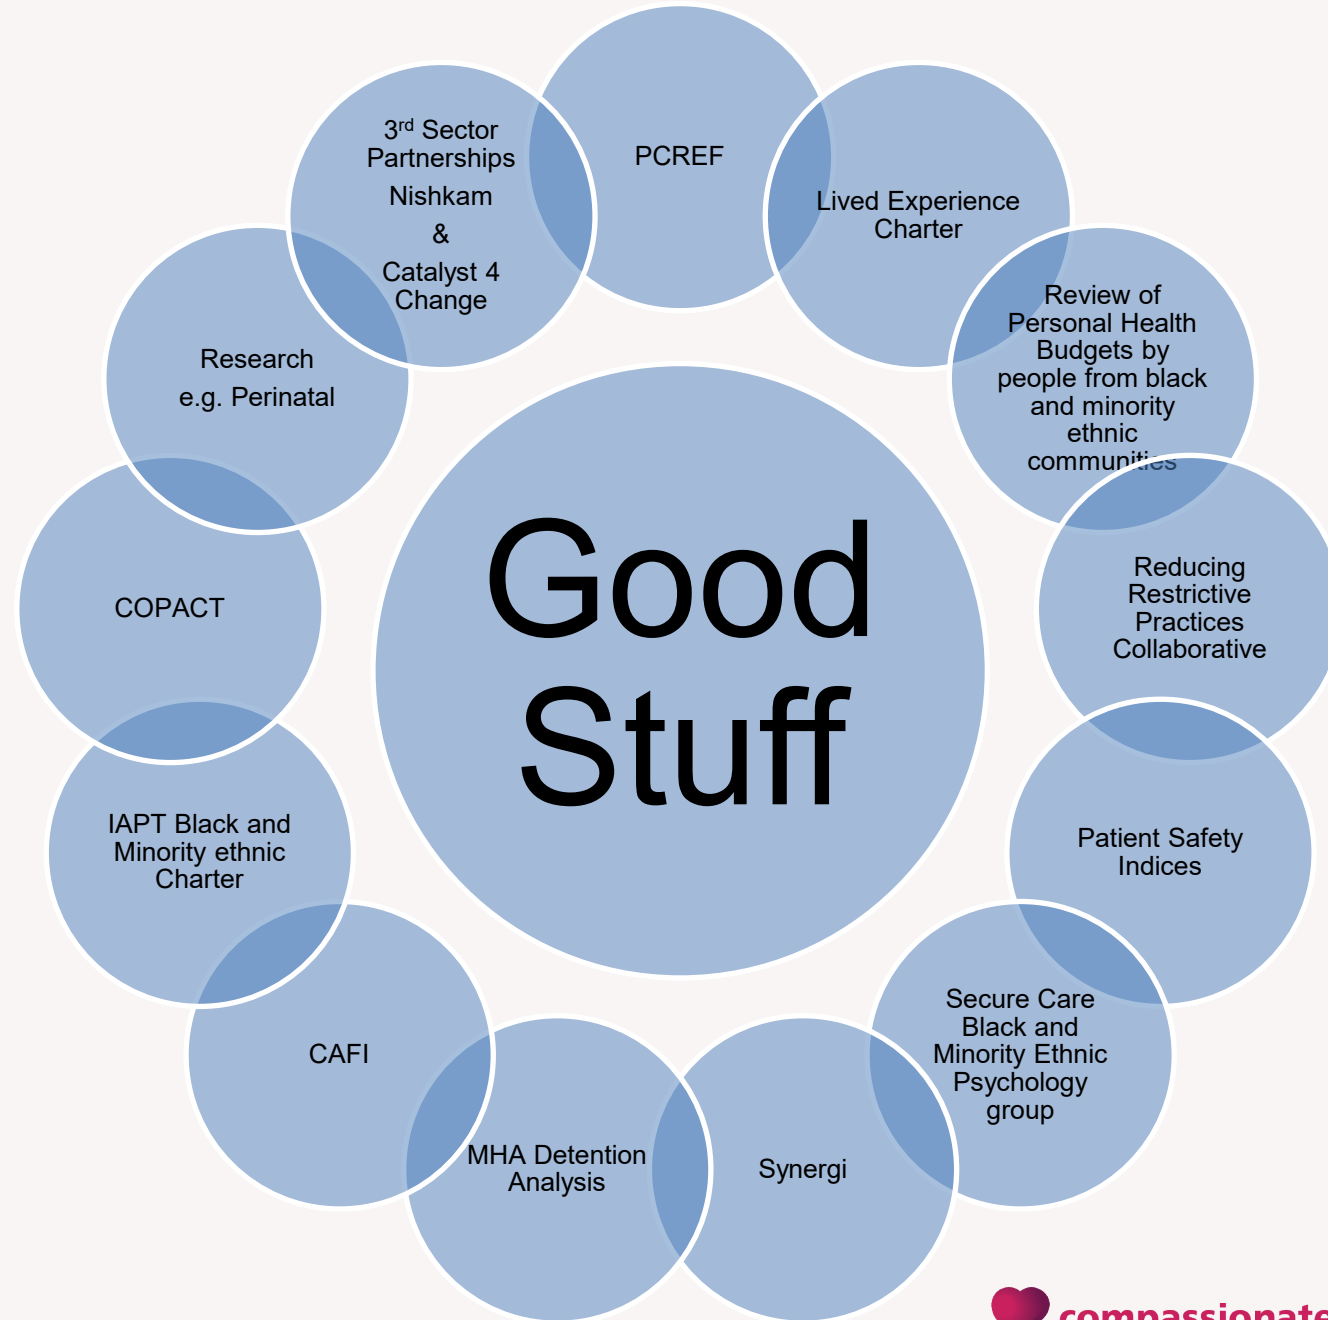 PCREF
Lived Experience
Charter
Review of
Personal Health
Budgets by
people from black
and minority
ethnic
communities
Reducing
Restrictive
Practices
Collaborative
Patient Safety
Indices
Secure Care
Black and
Minority Ethnic
Psychology
group
Synergi
MHA Detention
Analysis
CAFI
IAPT Black and
Minority ethnic
Charter
COPACT
Research
e.g. Perinatal
3rd Sector
Partnerships
Nishkam
&
Catalyst 4
Change
Good
Stuff
compassionate